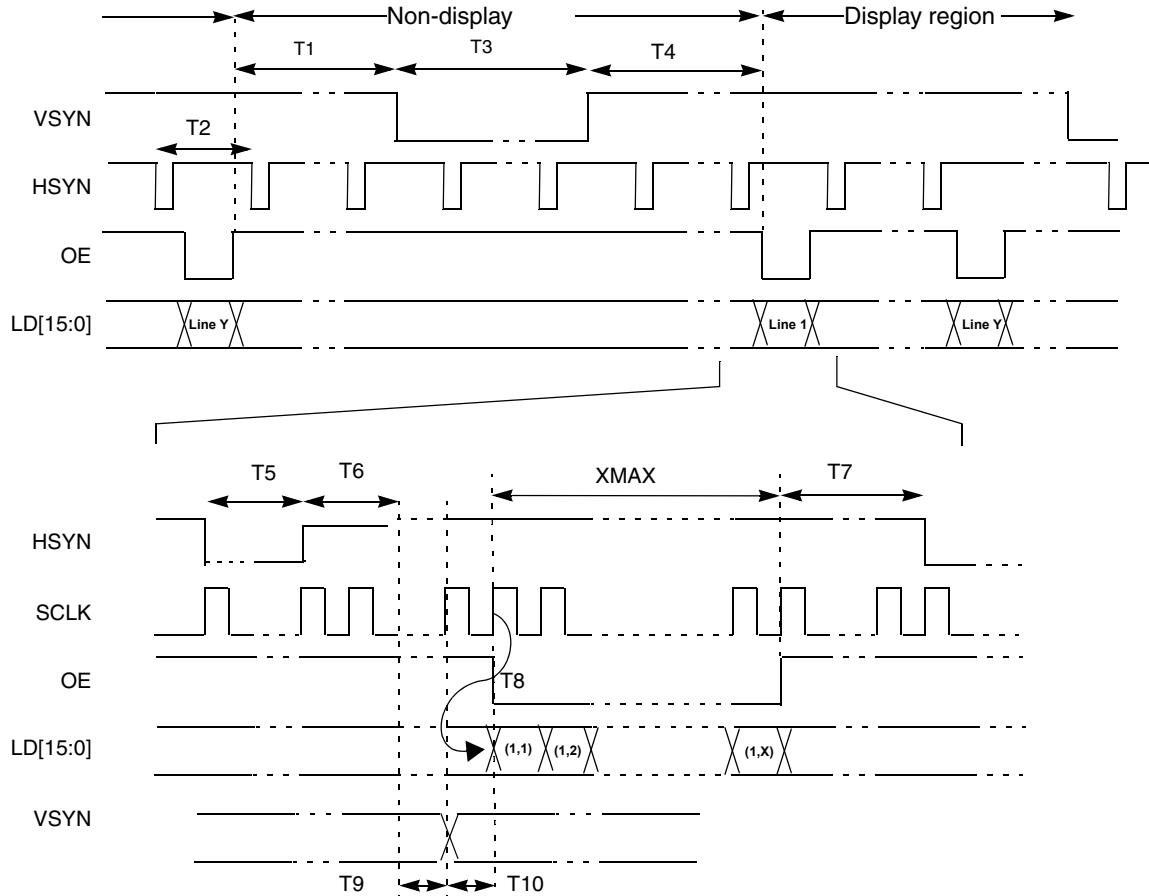 Non-display
Display region
T1
T3
T4
VSYN
T2
HSYN
OE
LD[15:0]
Line Y
Line 1
Line Y
T5
T6
XMAX
T7
HSYN
SCLK
OE
T8
LD[15:0]
(1,1)
(1,2)
(1,X)
VSYN
T9
T10